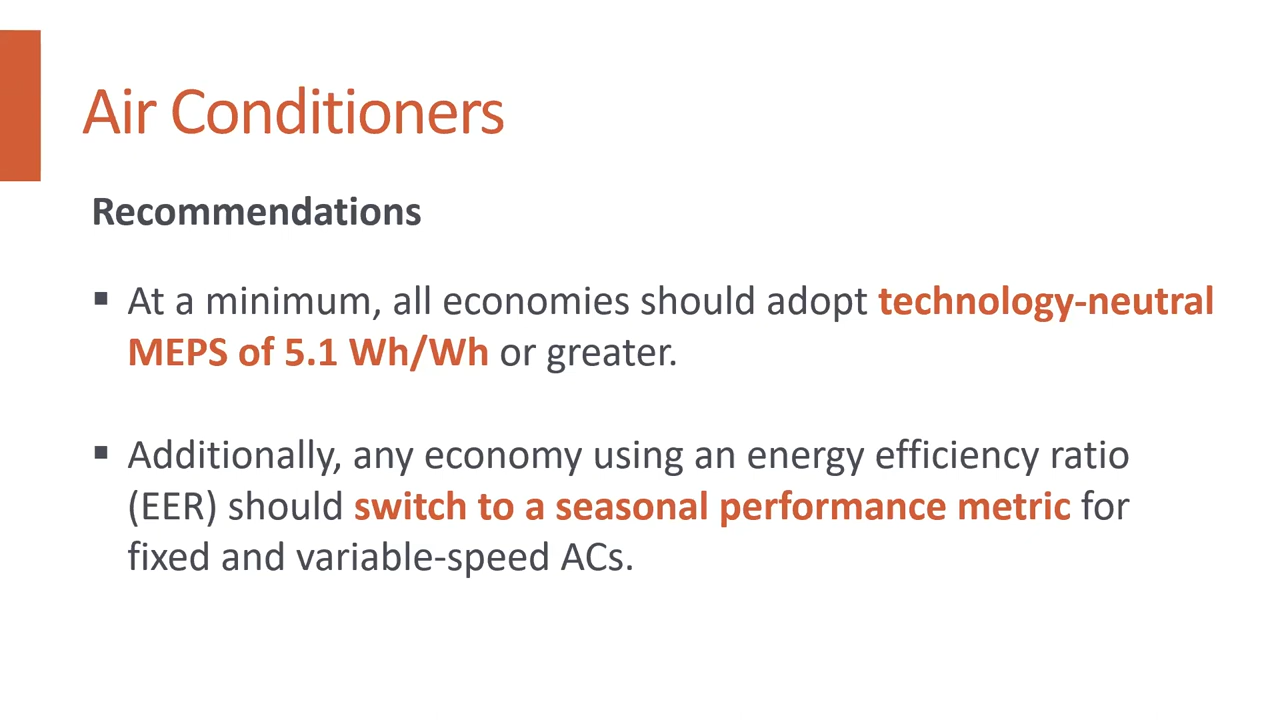 Air Conditioners
Recommendations
▪ At a minimum, all economies should adopt technology-neutral
MEPS of 5.1 Wh/Wh or greater.
▪ Additionally, any economy using an energy efficiency ratio
(EER) should switch to a seasonal performance metric for
fixed and variable-speed ACs.